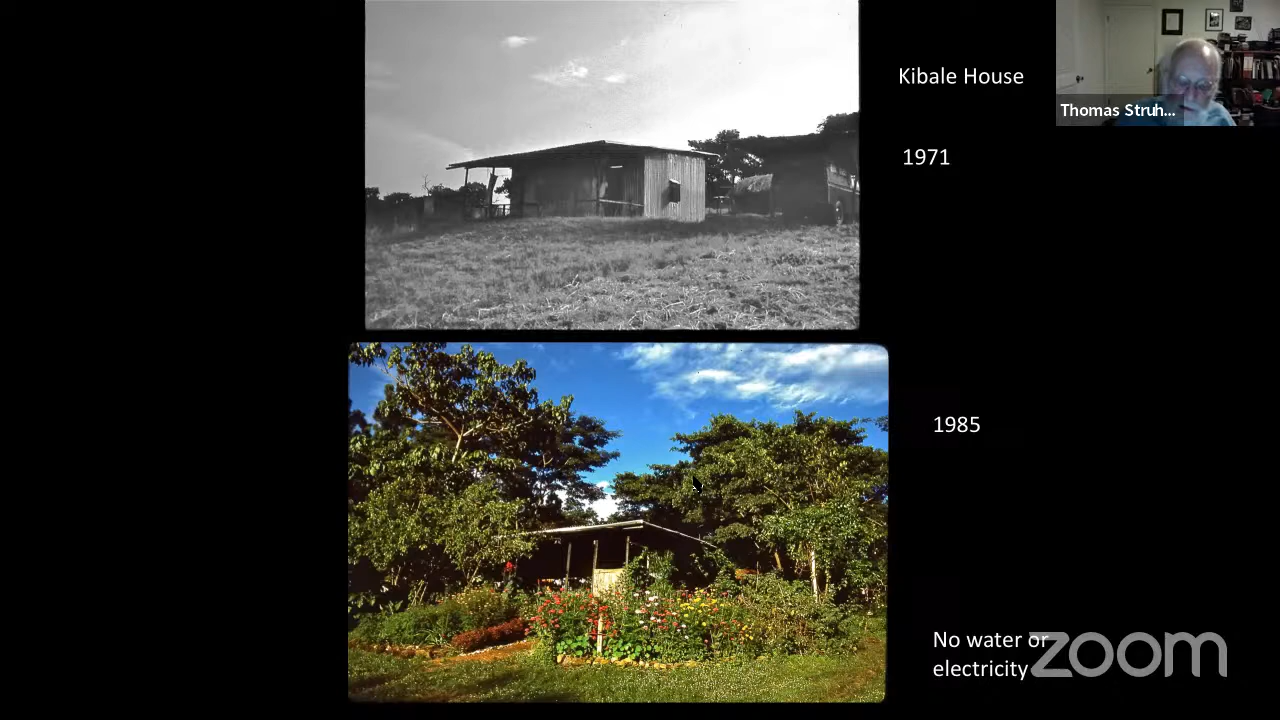 Kibale House
Thomas Struh...
1971
1985
No water or
electricity
zoom